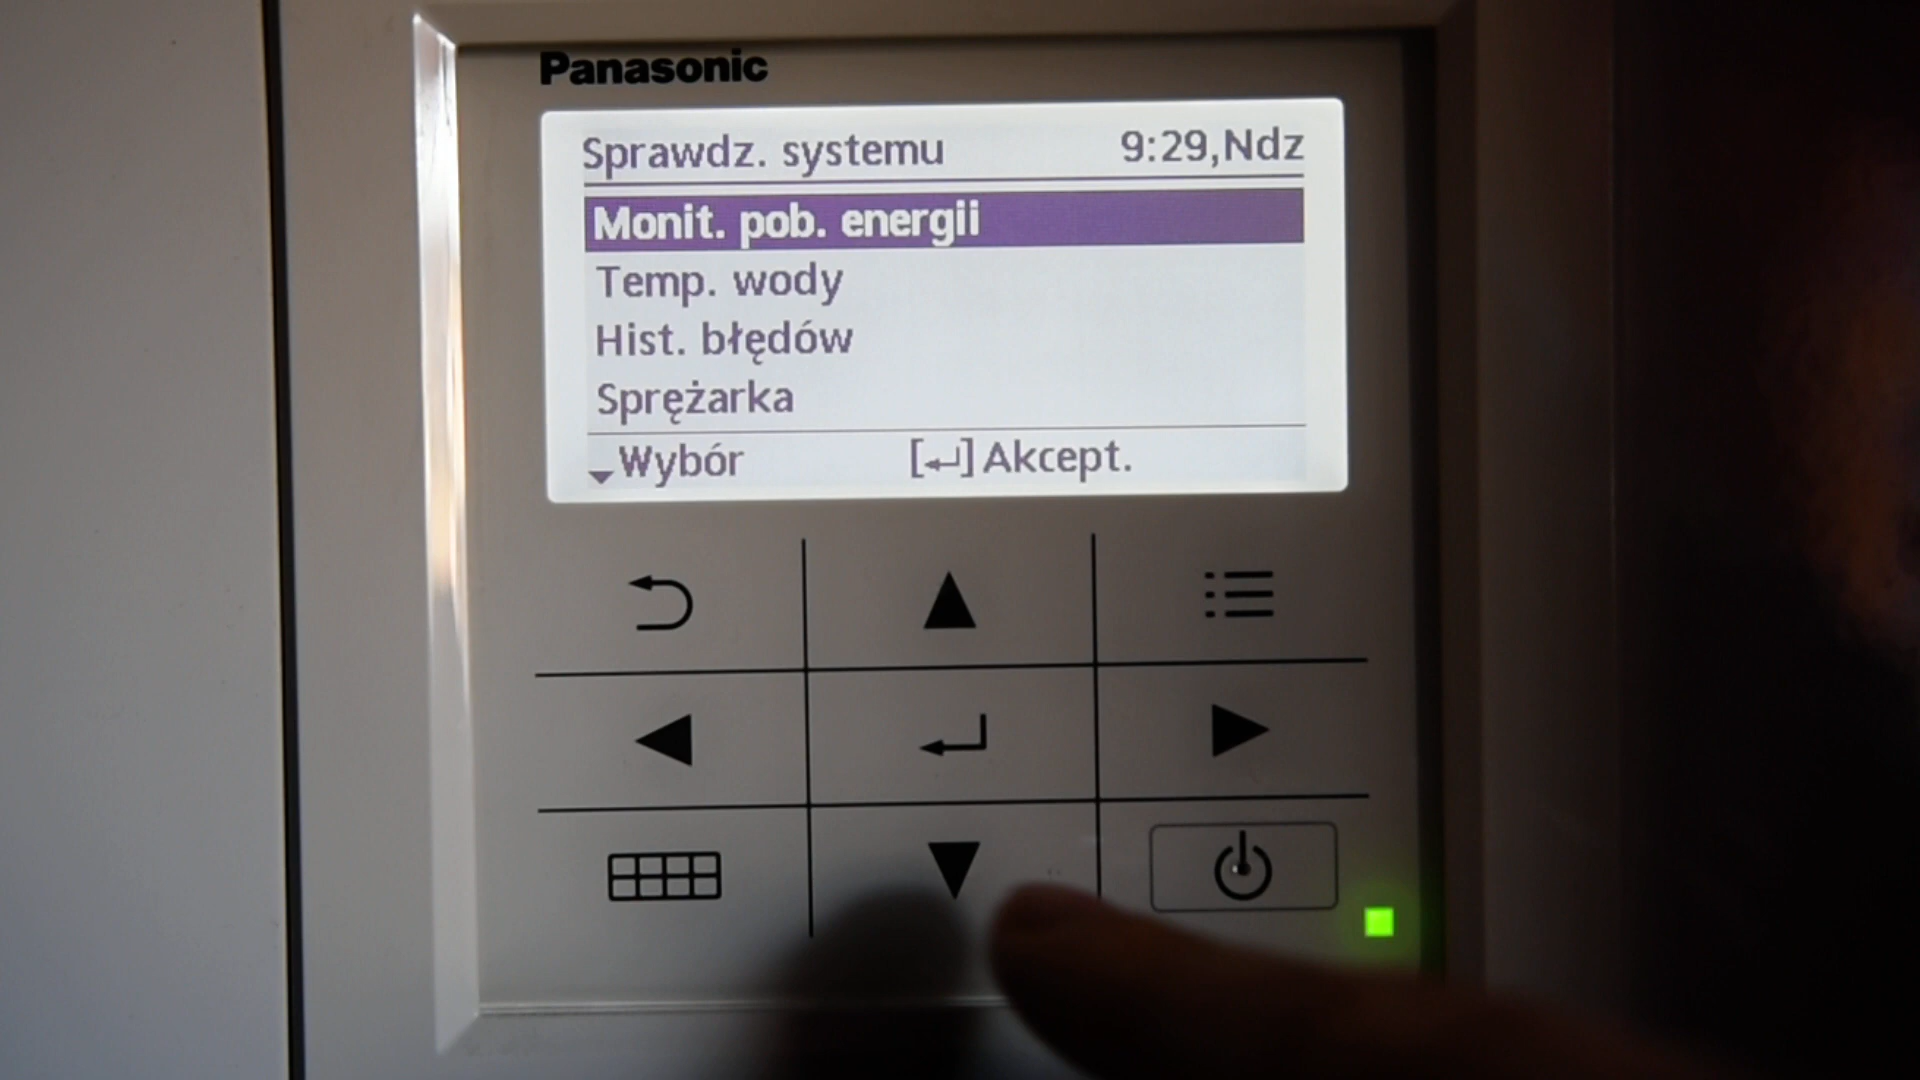 Panasonic
Sprawdz. systemu 9:29,Ndz
Monit. pob. energii
Temp. wody
Hist. błędów
Sprężarka
Wybór [↵] Akcept.